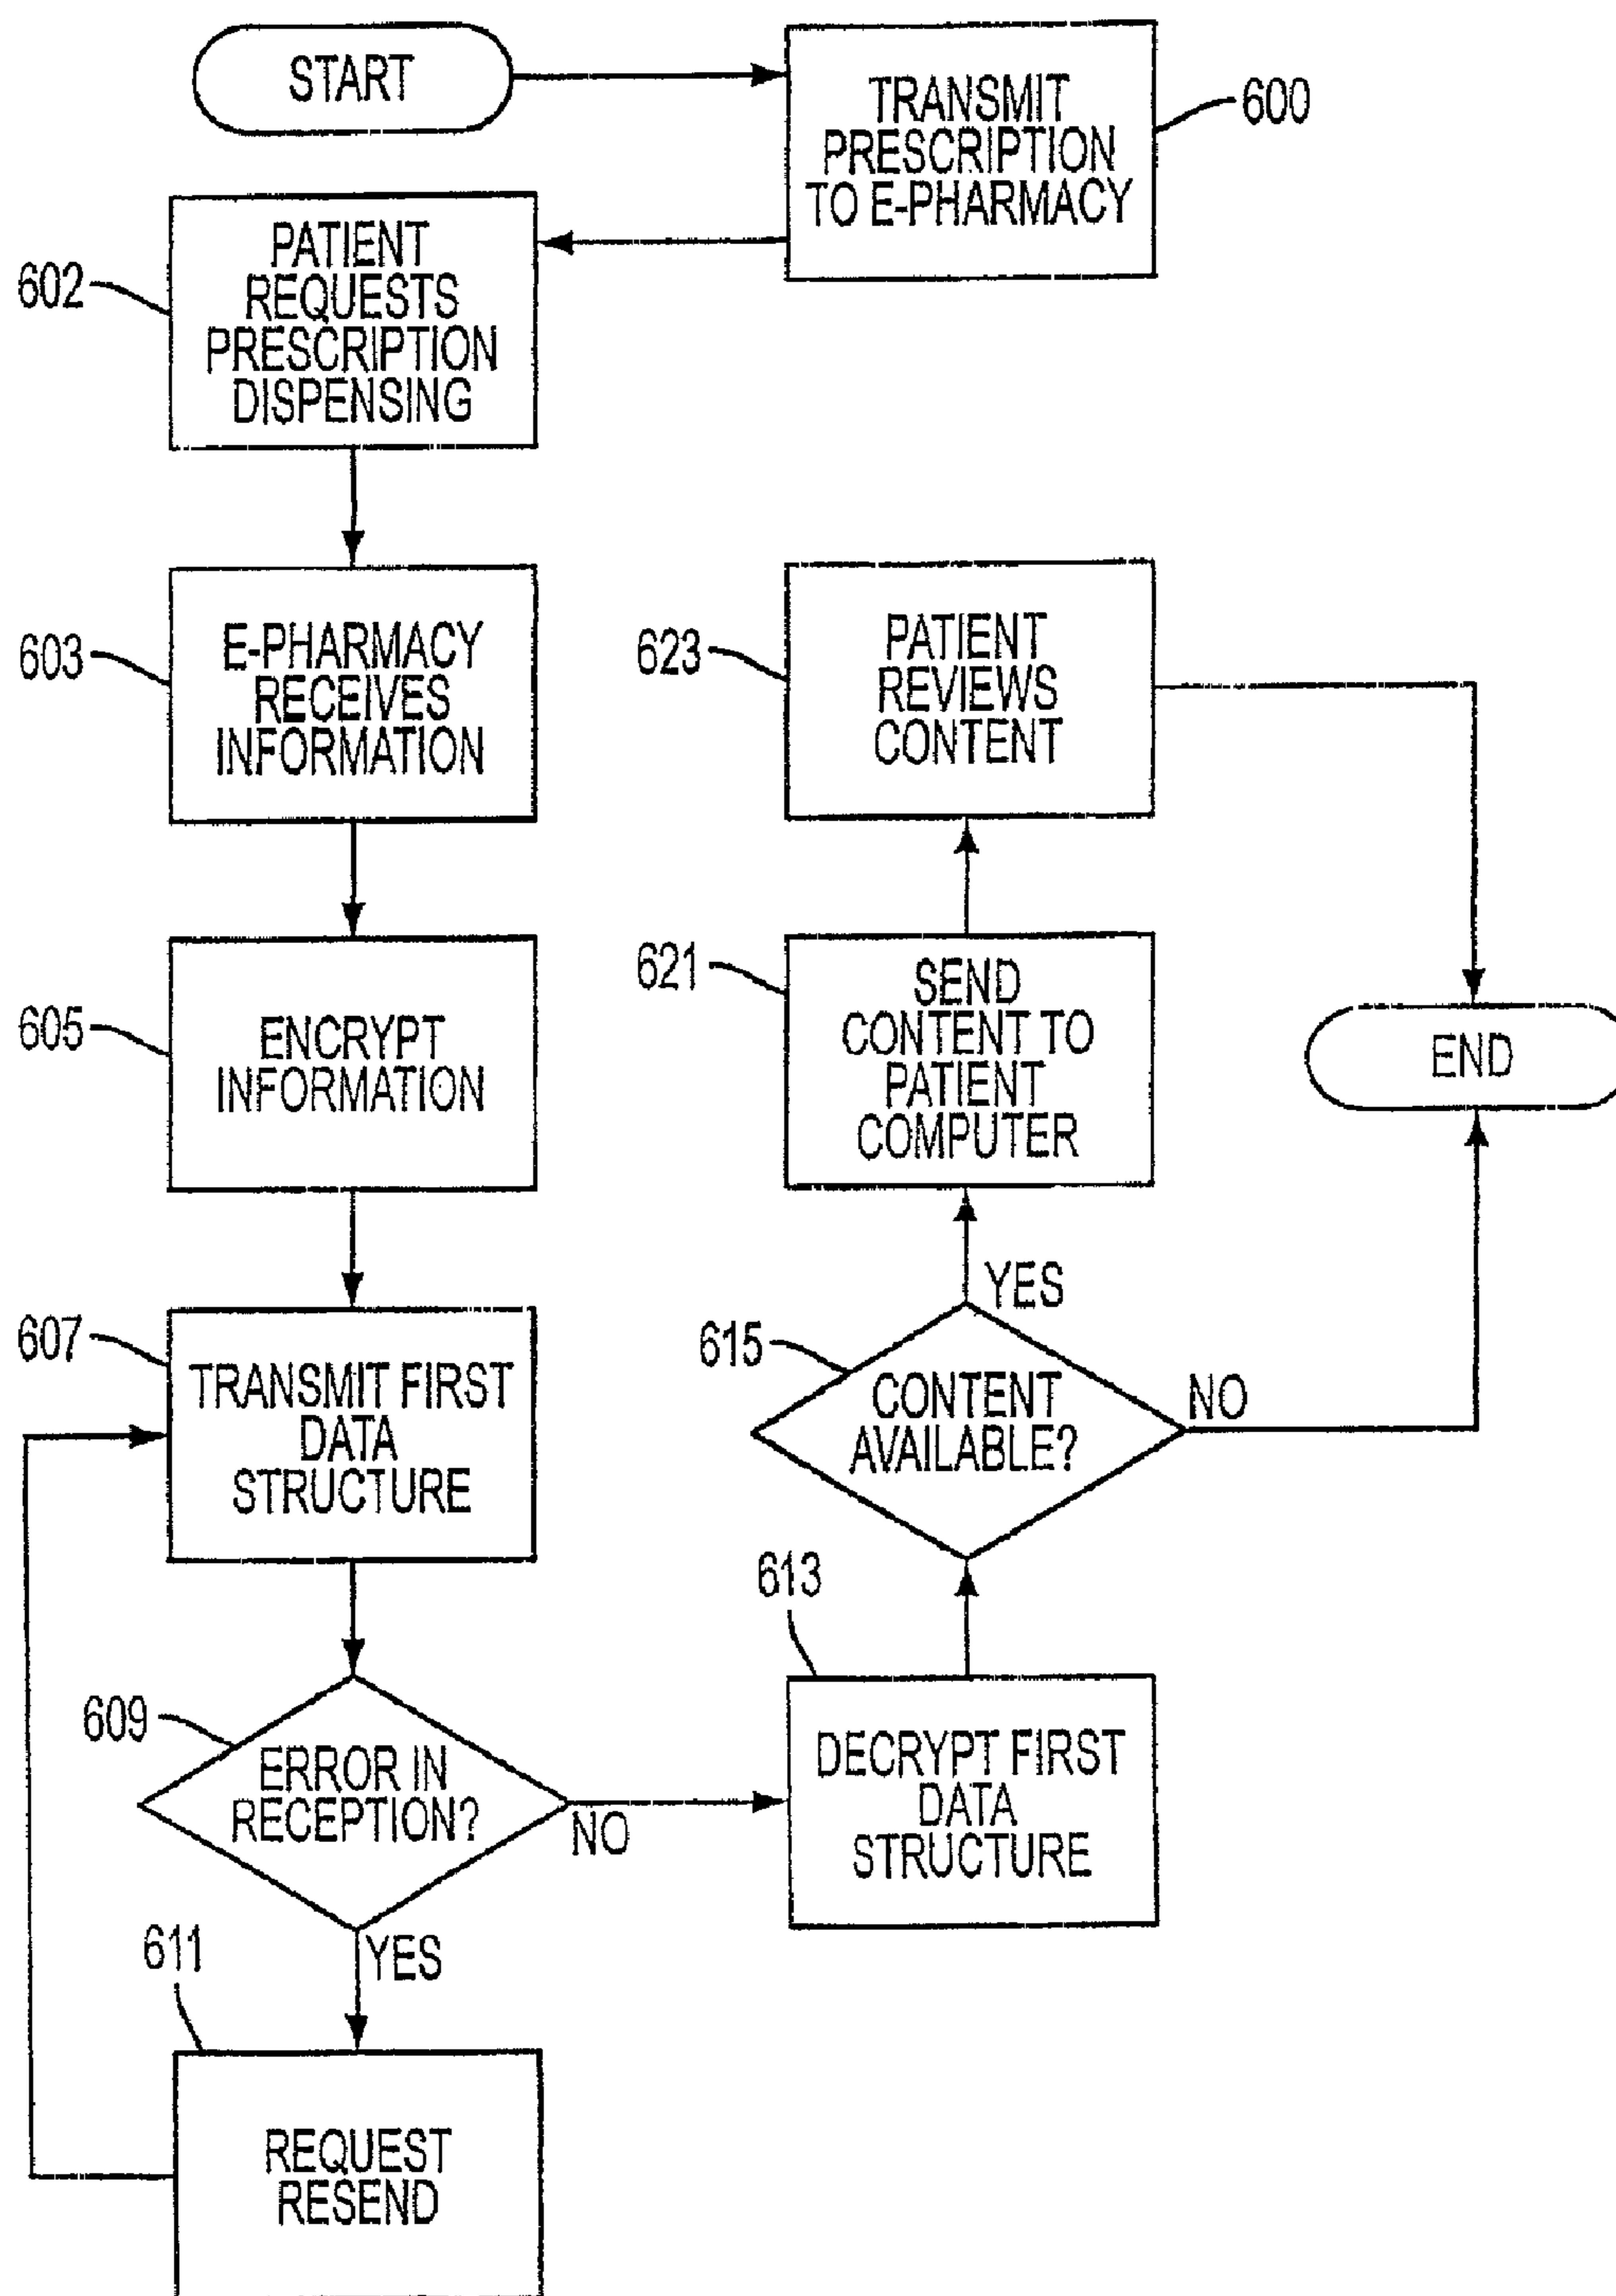 START
TRANSMIT
PRESCRIPTION
TO E-PHARMACY
600
PATIENT
REQUESTS
PRESCRIPTION
DISPENSING
602
E-PHARMACY
RECEIVES
INFORMATION
603
ENCRYPT
INFORMATION
605
TRANSMIT FIRST
DATA
STRUCTURE
607
ERROR IN
RECEPTION?
609
YES
NO
REQUEST
RESEND
611
DECRYPT FIRST
DATA
STRUCTURE
613
CONTENT
AVAILABLE?
615
YES
NO
SEND
CONTENT TO
PATIENT
COMPUTER
621
PATIENT
REVIEWS
CONTENT
623
END